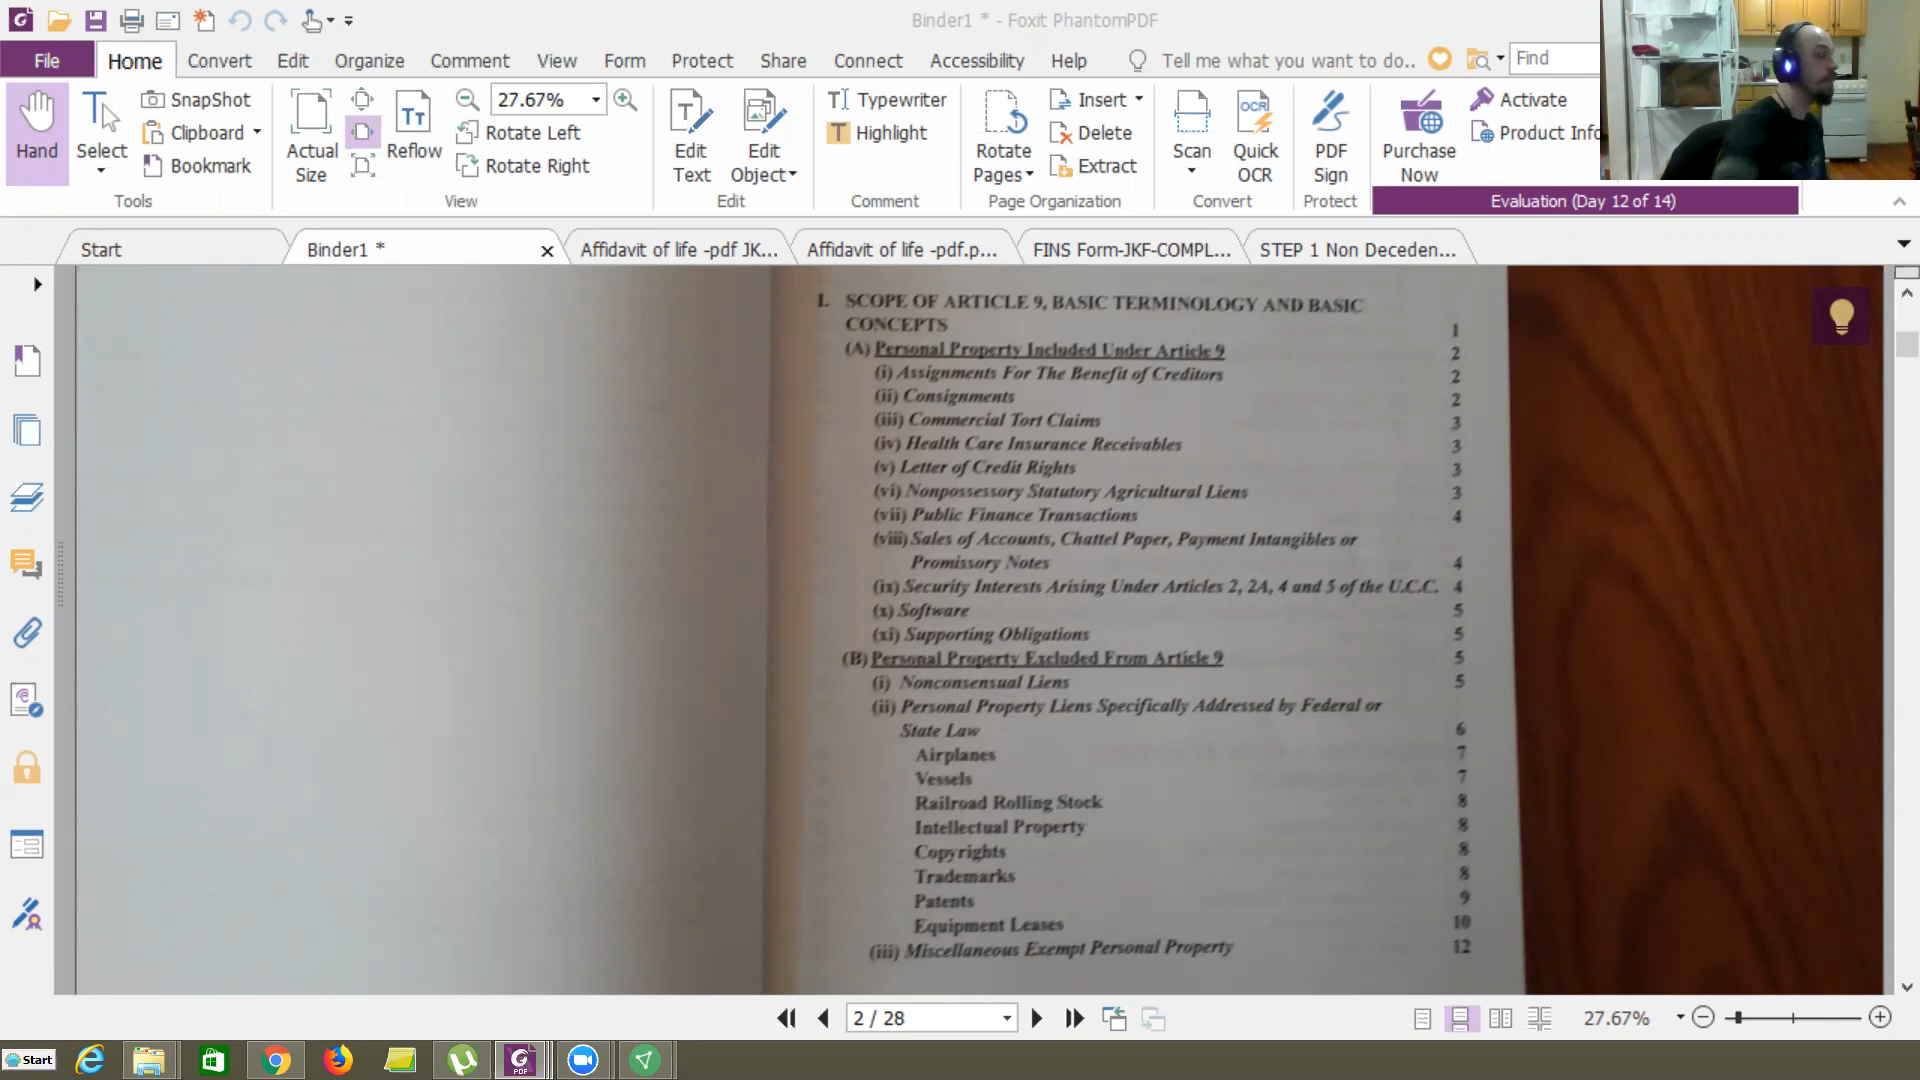 Binder1 * - Foxit PhantomPDF
File Home Convert Edit Organize Comment View Form Protect Share Connect Accessibility Help Tell me what you want to do.. Find
Hand
Select
SnapShot
Clipboard
Bookmark
Tools
Actual Size
Reflow
27.67%
Rotate Left
Rotate Right
View
Edit Text
Edit Object
Edit
Typewriter
Highlight
Comment
Rotate Pages
Insert
Delete
Extract
Page Organization
Scan
OCR
Quick OCR
Convert
PDF Sign
Protect
Purchase Now
Activate
Product Info
Evaluation (Day 12 of 14)
Start
Binder1 *
Affidavit of life -pdf JK...
Affidavit of life -pdf.p...
FINS Form-JKF-COMPL...
STEP 1 Non Deceden...
I. SCOPE OF ARTICLE 9, BASIC TERMINOLOGY AND BASIC
CONCEPTS 1
(A) Personal Property Included Under Article 9 2
(i) Assignments For The Benefit of Creditors 2
(ii) Consignments 2
(iii) Commercial Tort Claims 3
(iv) Health Care Insurance Receivables 3
(v) Letter of Credit Rights 3
(vi) Nonpossessory Statutory Agricultural Liens 3
(vii) Public Finance Transactions 4
(viii) Sales of Accounts, Chattel Paper, Payment Intangibles or
Promissory Notes 4
(ix) Security Interests Arising Under Articles 2, 2A, 4 and 5 of the U.C.C. 4
(x) Software 5
(xi) Supporting Obligations 5
(B) Personal Property Excluded From Article 9 5
(i) Nonconsensual Liens 5
(ii) Personal Property Liens Specifically Addressed by Federal or
State Law 6
Airplanes 7
Vessels 7
Railroad Rolling Stock 8
Intellectual Property 8
Copyrights 8
Trademarks 8
Patents 9
Equipment Leases 10
(iii) Miscellaneous Exempt Personal Property 12
2 / 28
27.67%
Start
PDF